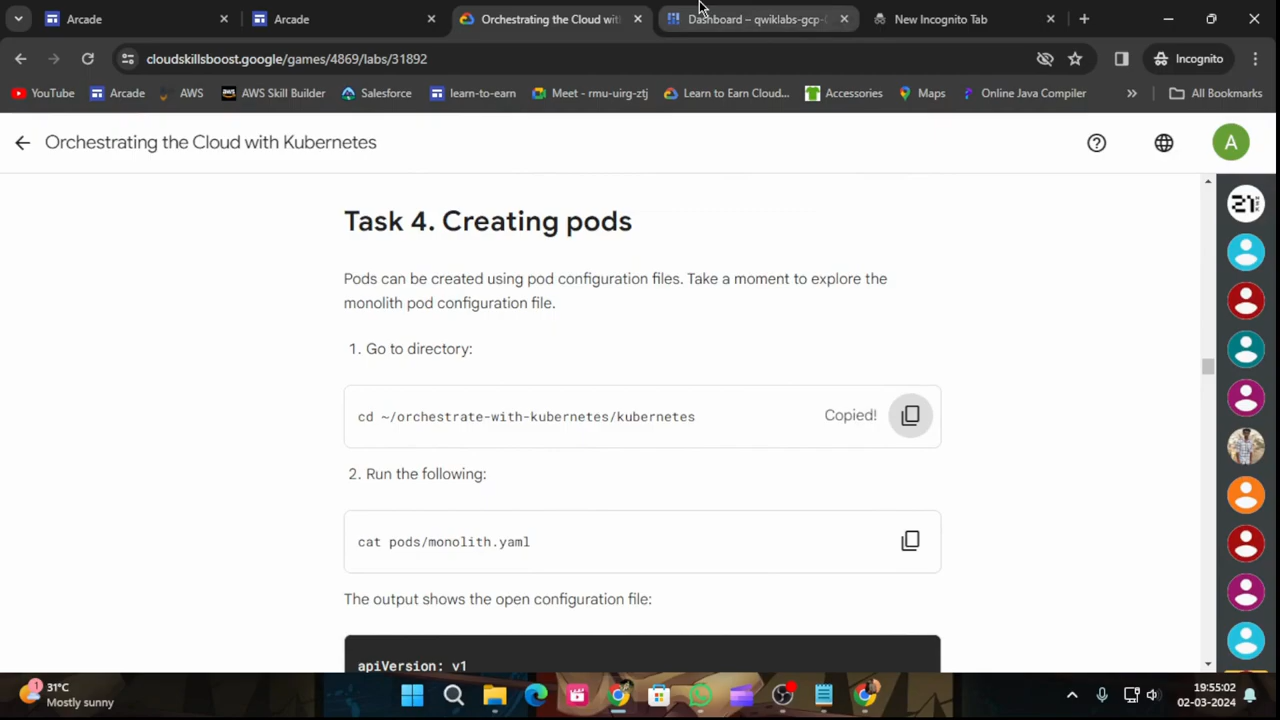 Arcade
Arcade
Orchestrating the Cloud with
Dashboard – qwiklabs-gcp-
New Incognito Tab
cloudskillsboost.google/games/4869/labs/31892
Incognito
YouTube
Arcade
AWS
AWS Skill Builder
Salesforce
learn-to-earn
Meet - rmu-uirg-ztj
Learn to Earn Cloud...
Accessories
Maps
Online Java Compiler
All Bookmarks
Orchestrating the Cloud with Kubernetes
A
Task 4. Creating pods
Pods can be created using pod configuration files. Take a moment to explore the
monolith pod configuration file.
1. Go to directory:
cd ~/orchestrate-with-kubernetes/kubernetes
Copied!
2. Run the following:
cat pods/monolith.yaml
The output shows the open configuration file:
apiVersion: v1
1
31°C
Mostly sunny
19:55:02
02-03-2024